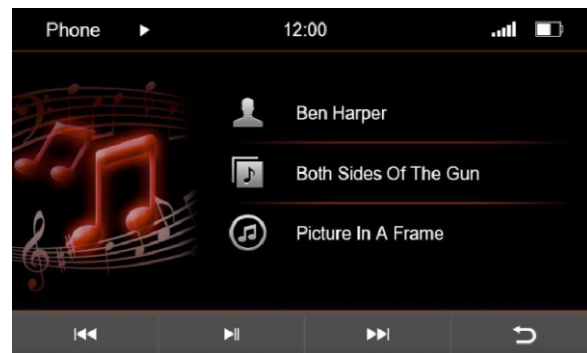 Phone 12:00
Ben Harper
Both Sides Of The Gun
Picture In A Frame